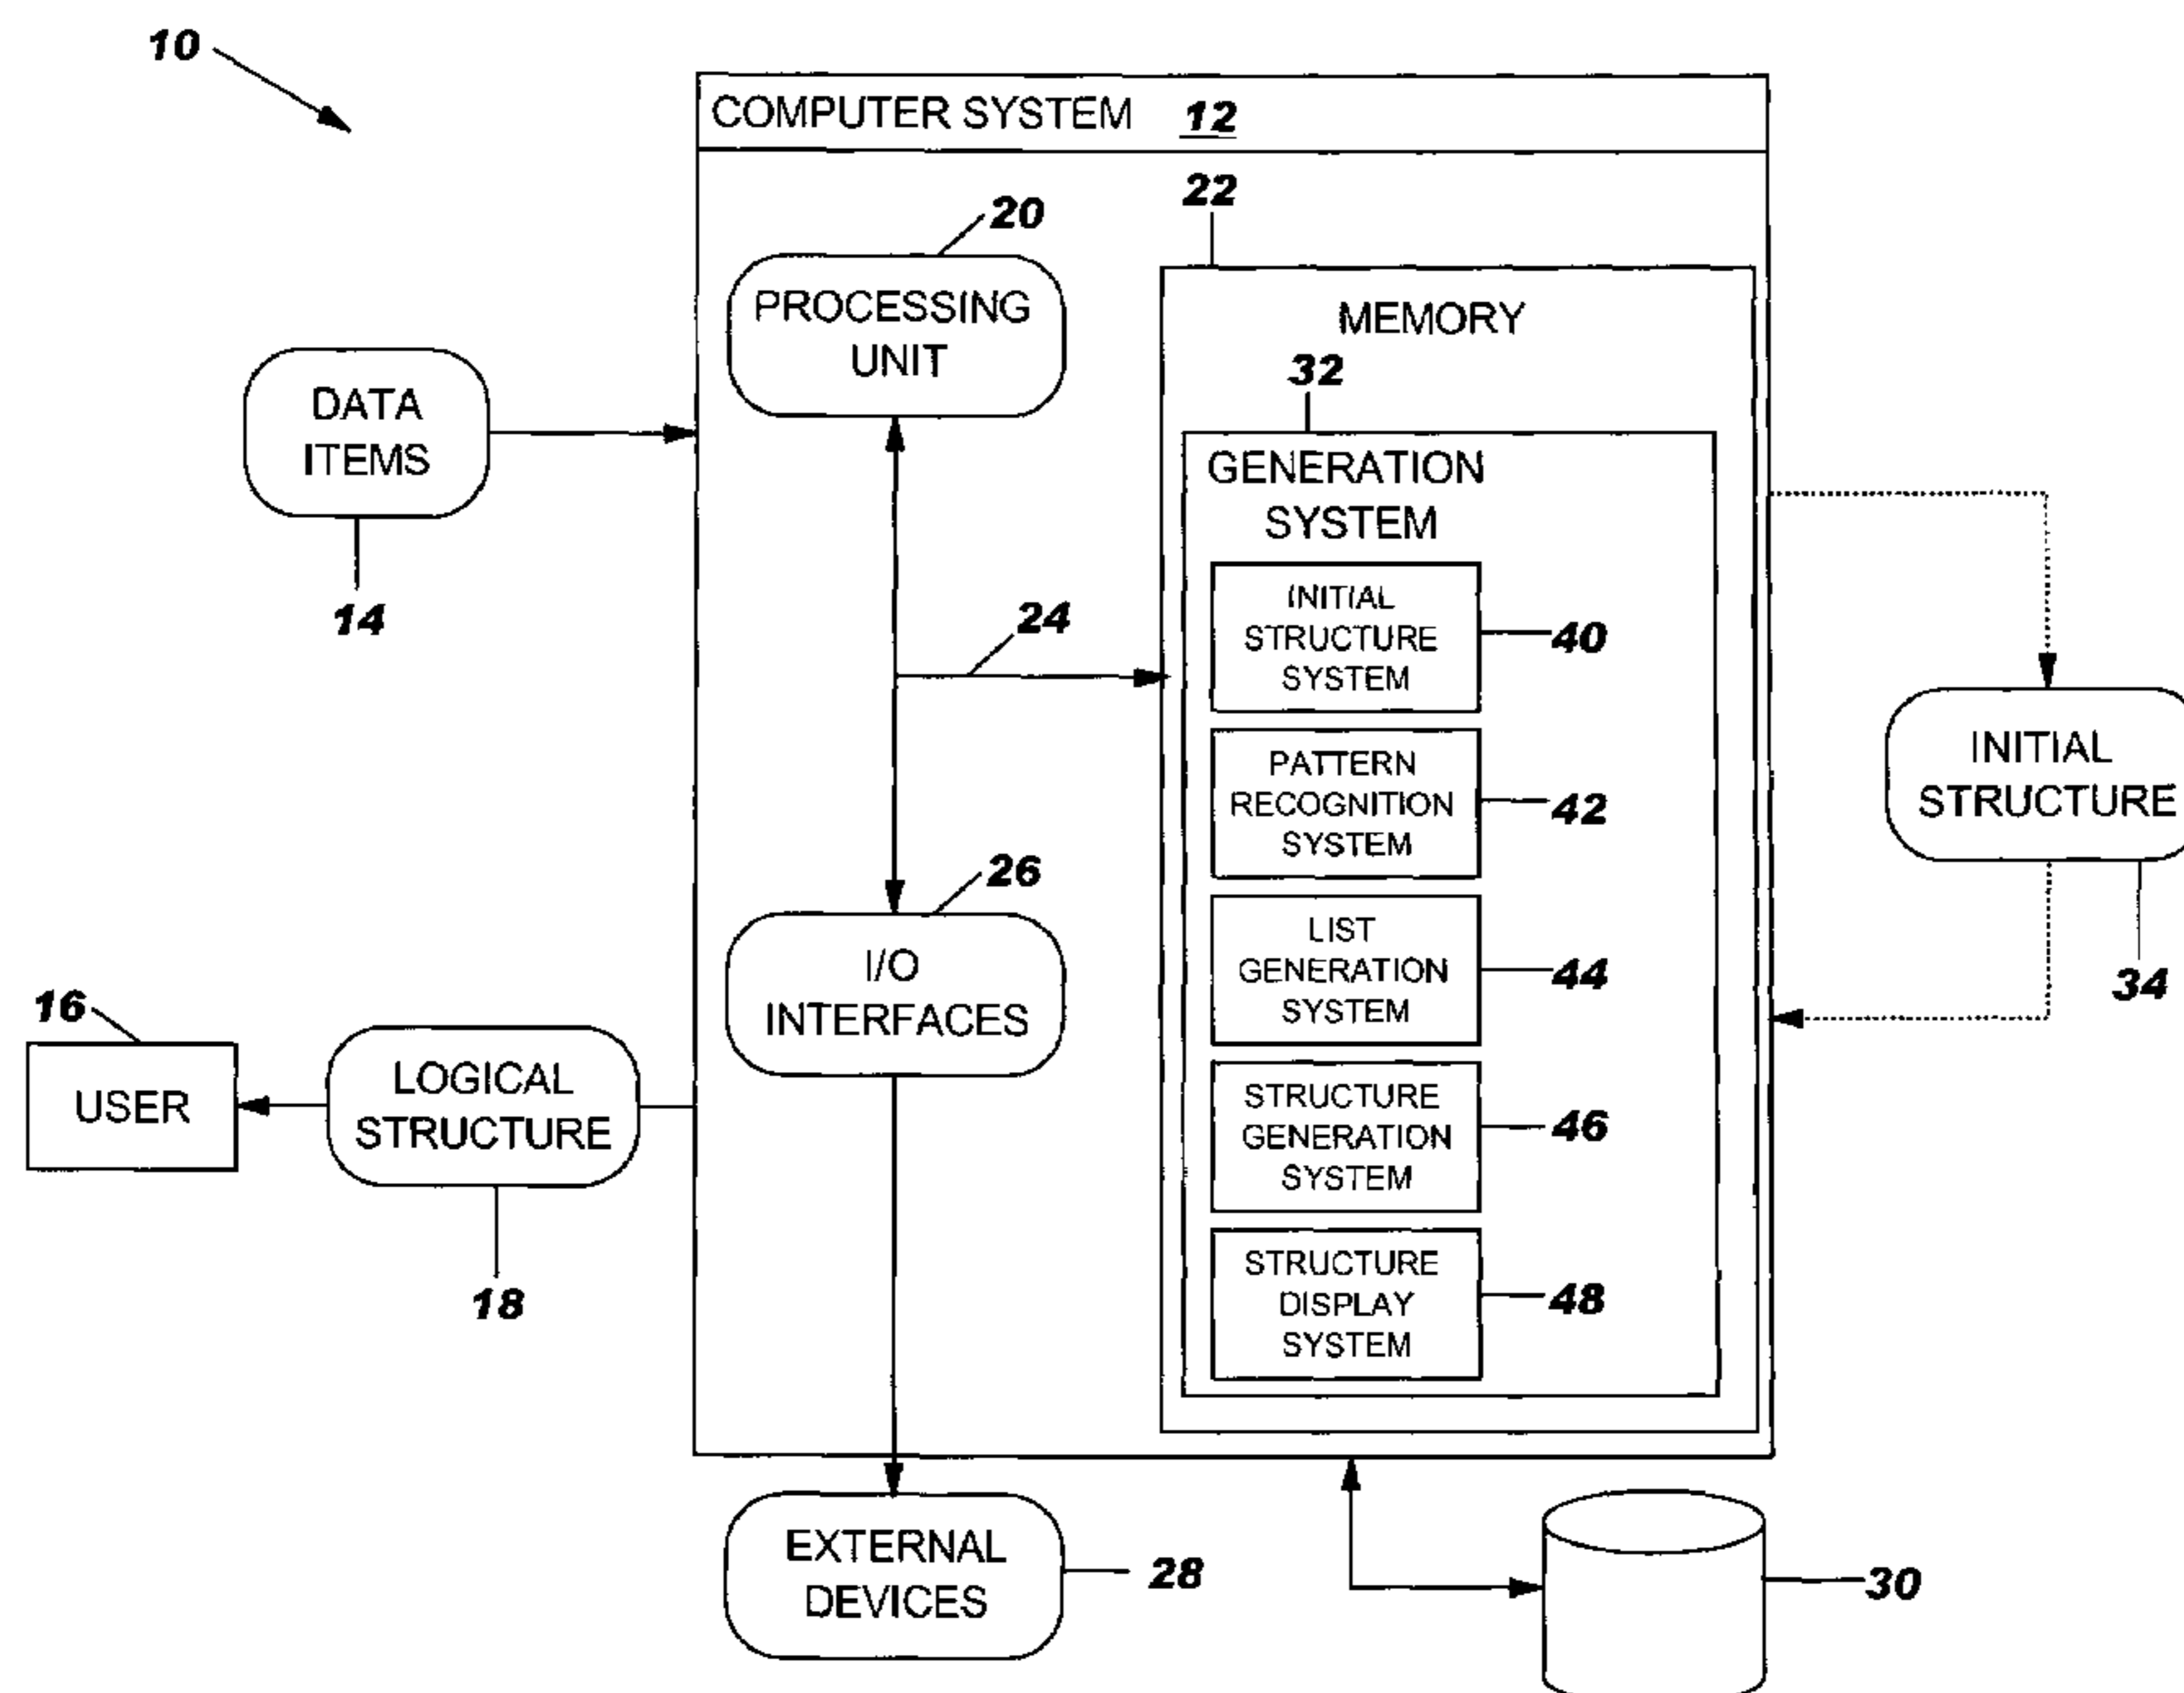 10
COMPUTER SYSTEM 12
22
20
PROCESSING
UNIT
MEMORY
32
DATA
ITEMS
14
GENERATION
SYSTEM
INITIAL
STRUCTURE
SYSTEM
40
24
PATTERN
RECOGNITION
SYSTEM
42
INITIAL
STRUCTURE
34
26
I/O
INTERFACES
LIST
GENERATION
SYSTEM
44
16
USER
LOGICAL
STRUCTURE
18
STRUCTURE
GENERATION
SYSTEM
46
STRUCTURE
DISPLAY
SYSTEM
48
EXTERNAL
DEVICES
28
30